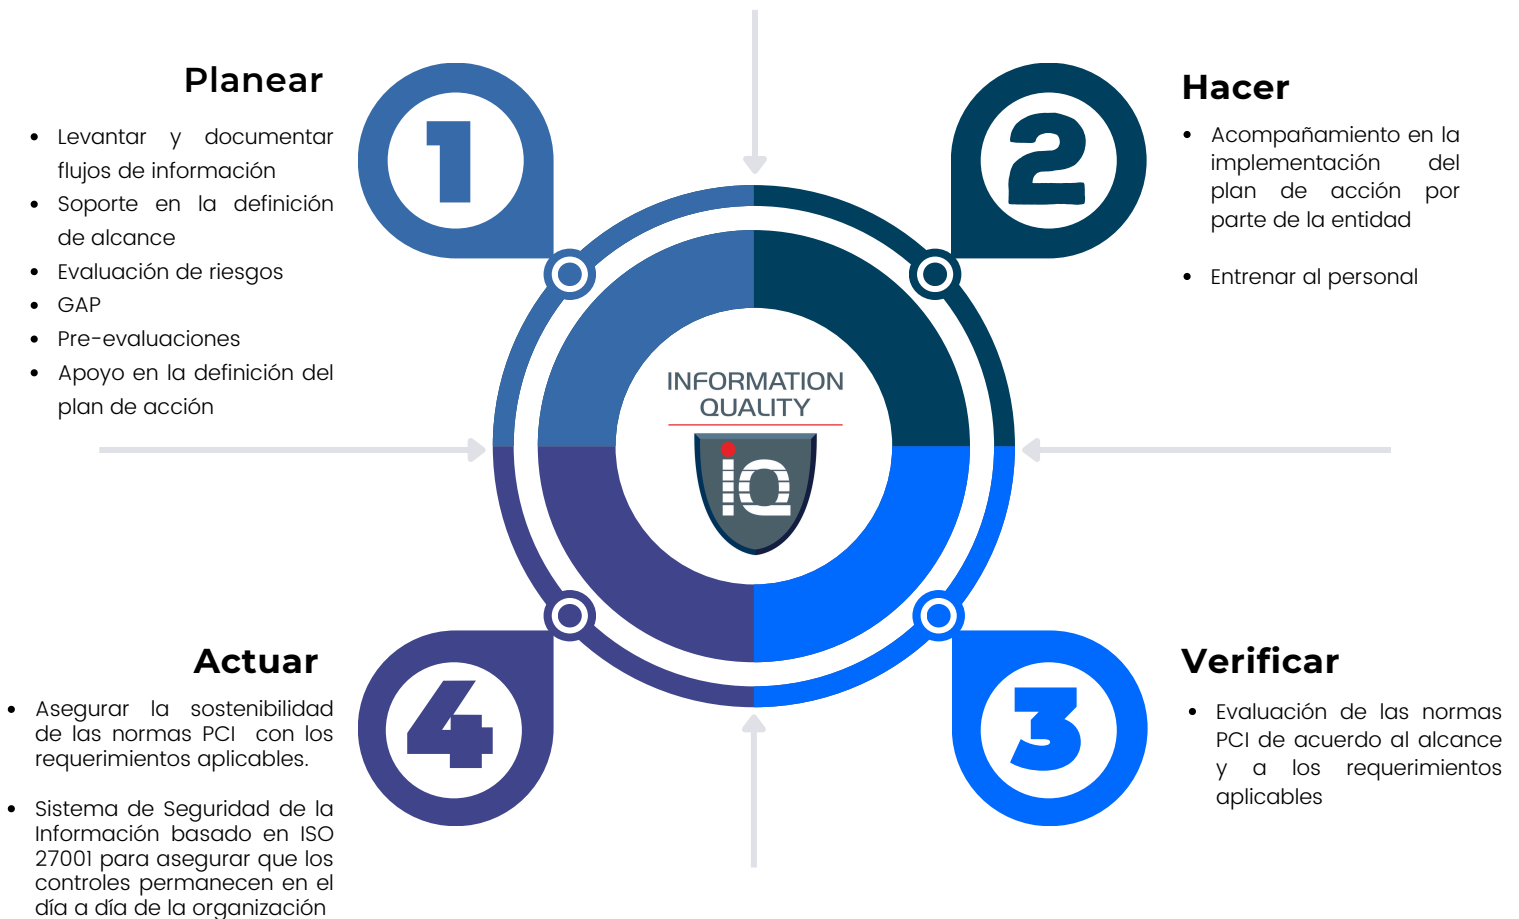 Planear
• Levantar y documentar
flujos de información
• Soporte en la definición
de alcance
• Evaluación de riesgos
• GAP
• Pre-evaluaciones
• Apoyo en la definición del
plan de acción
1
2
Hacer
• Acompañamiento en la
implementación del
plan de acción por
parte de la entidad
• Entrenar al personal
INFORMATION
QUALITY
iQ
Actuar
• Asegurar la sostenibilidad
de las normas PCI con los
requerimientos aplicables.
• Sistema de Seguridad de la
Información basado en ISO
27001 para asegurar que los
controles permanecen en el
día a día de la organización
4
3
Verificar
• Evaluación de las normas
PCI de acuerdo al alcance
y a los requerimientos
aplicables